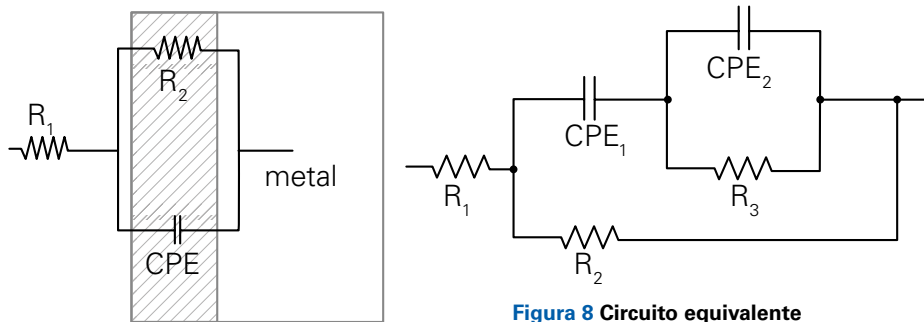 R₂
R₁
metal
CPE
CPE₂
CPE₁
R₁
R₃
R₂
Figura 8 Circuito equivalente